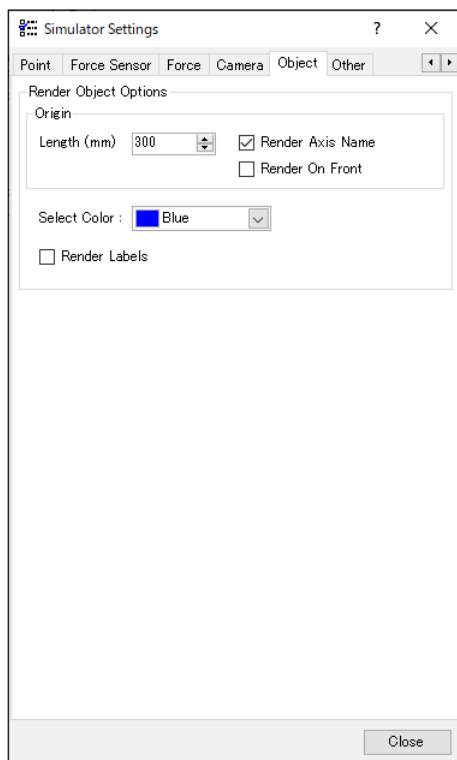 Simulator Settings ?
Point Force Sensor Force Camera Object Other
Render Object Options
Origin
Length (mm) 300 Render Axis Name
Render On Front
Select Color : Blue
Render Labels
Close